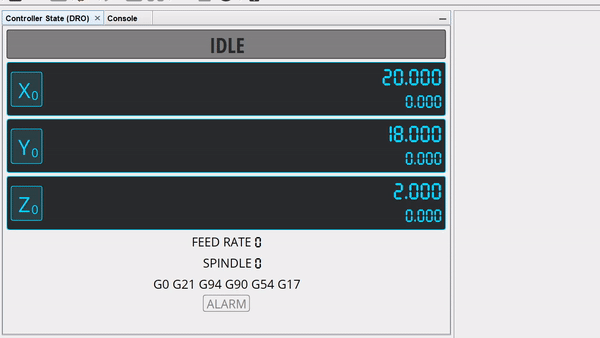 Controller State (DRO) × Console
IDLE
X0 20.000
0.000
Y0 18.000
0.000
Z0 2.000
0.000
FEED RATE 0
SPINDLE 0
G0 G21 G94 G90 G54 G17
ALARM